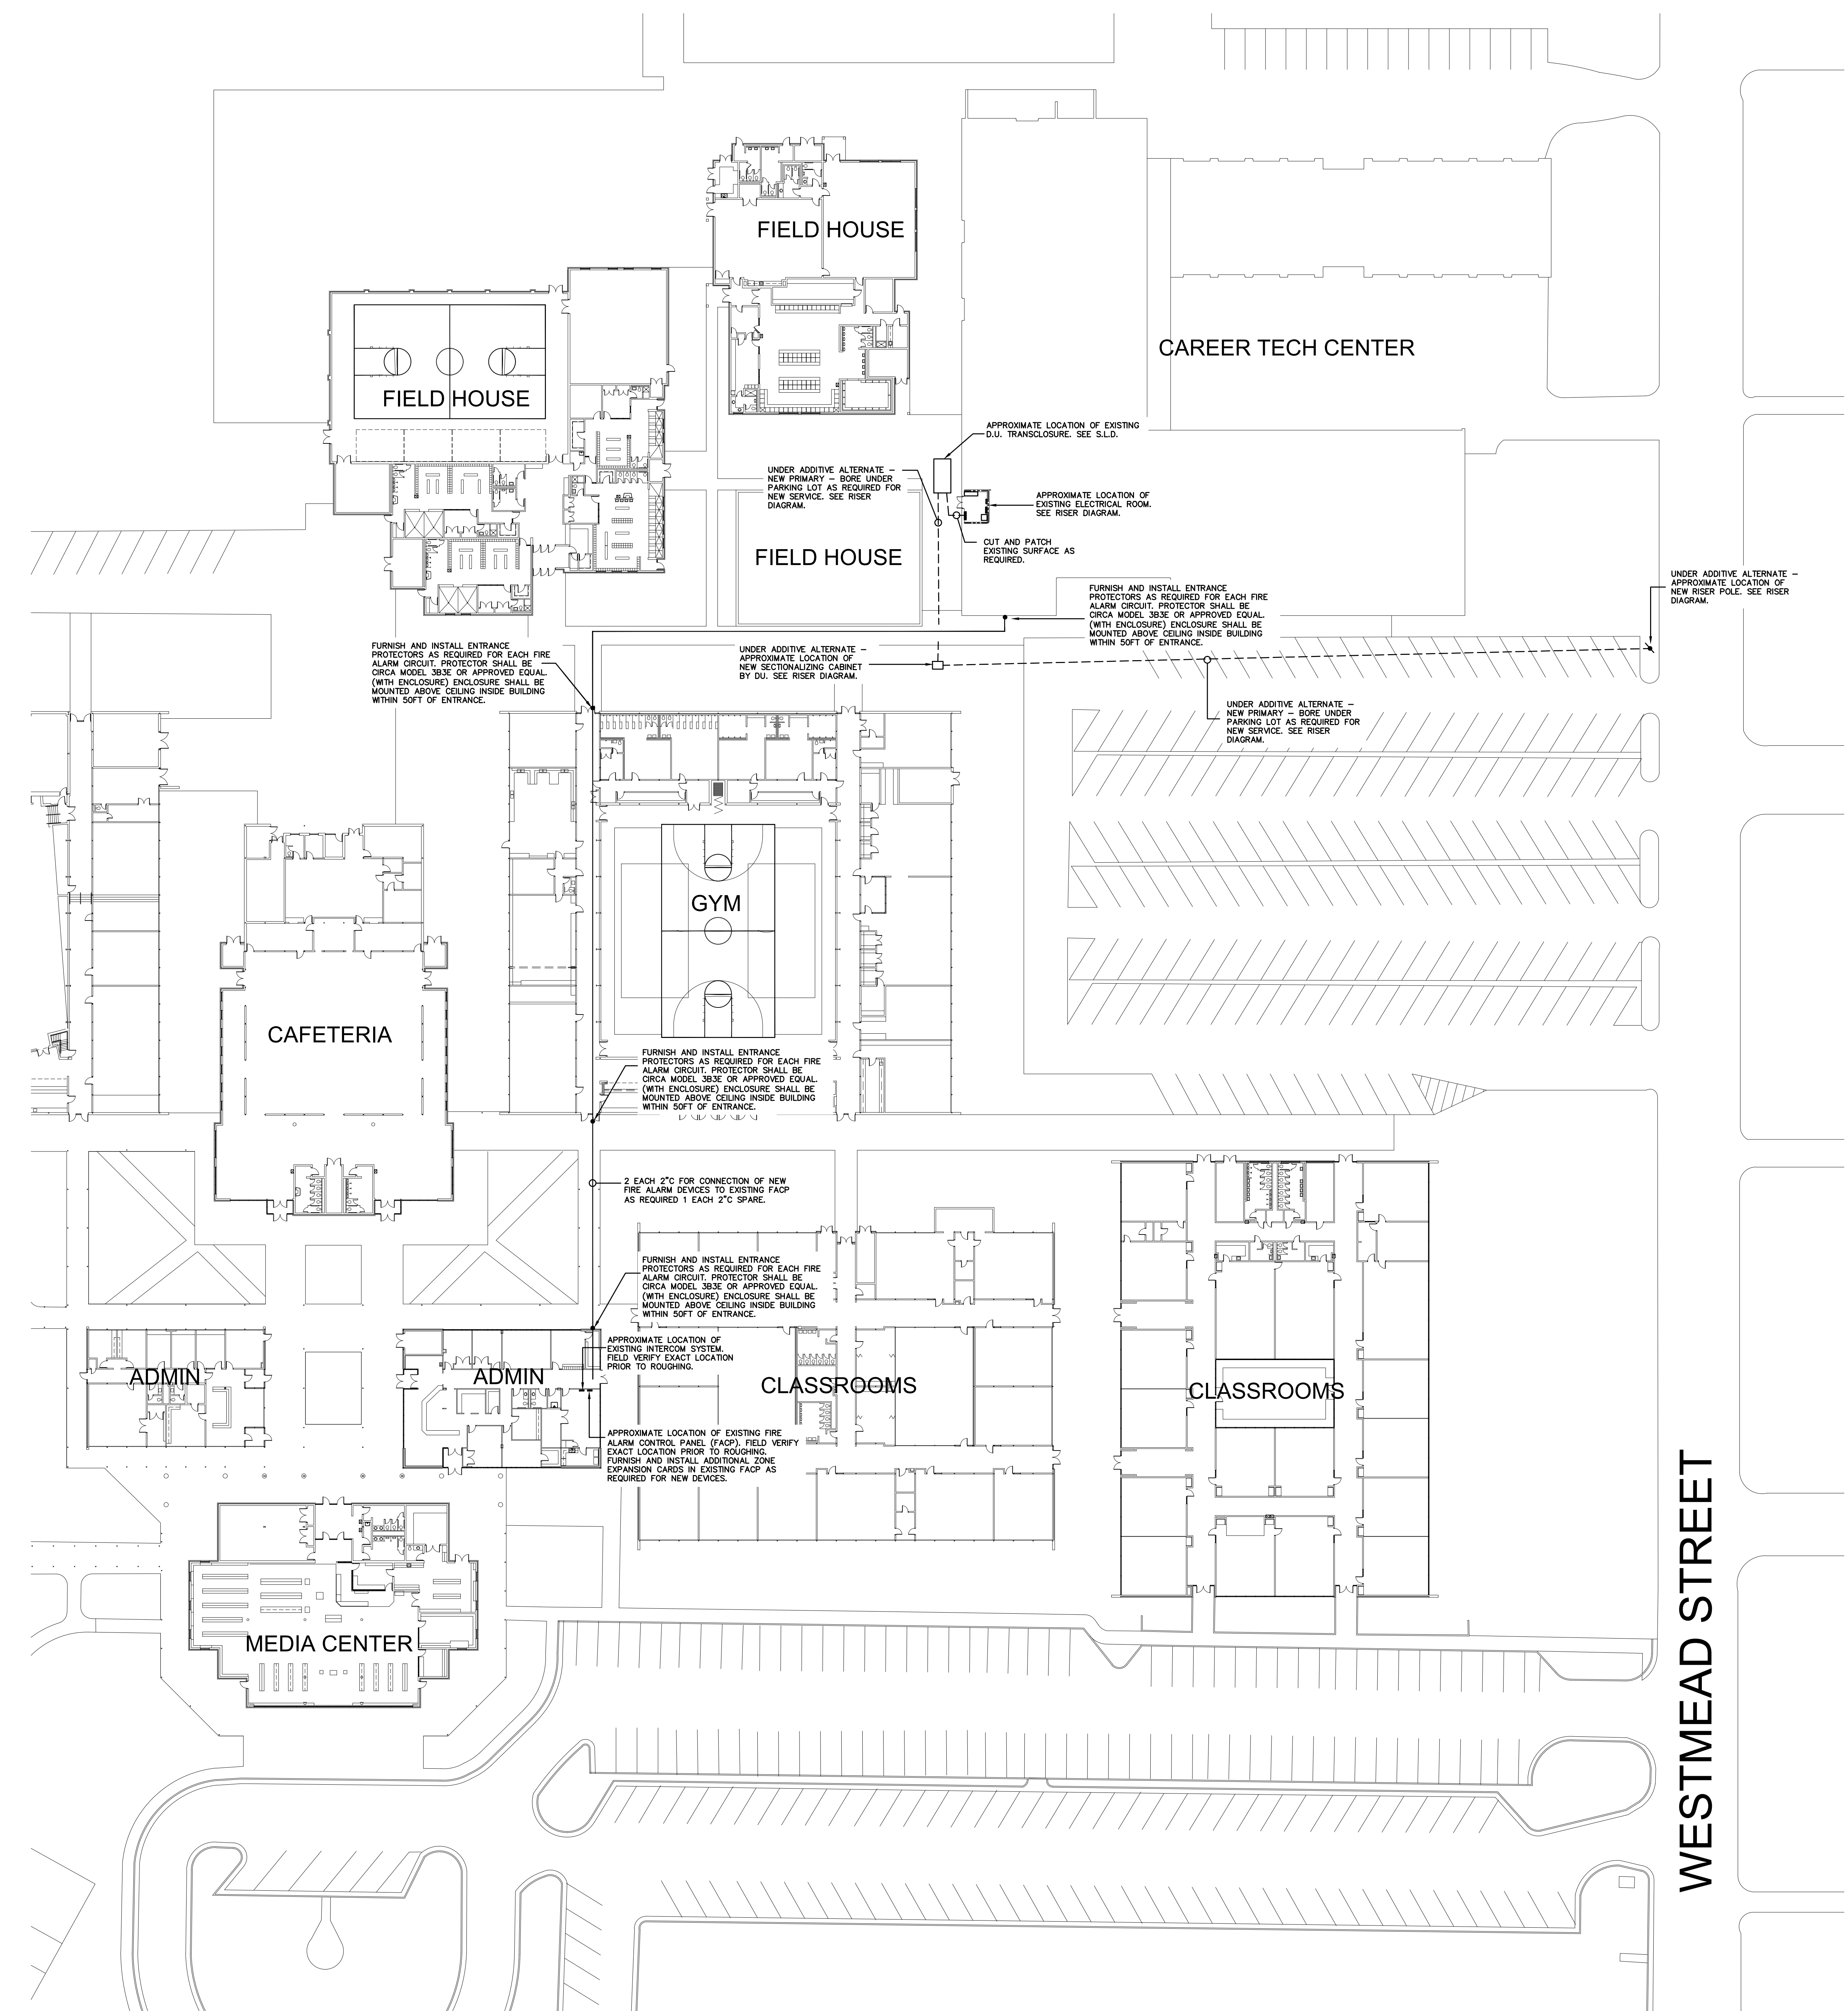 FIELD HOUSE
CAREER TECH CENTER
FIELD HOUSE
APPROXIMATE LOCATION OF EXISTING
D.U. TRANSCLOSURE. SEE S.L.D.
UNDER ADDITIVE ALTERNATE –
NEW PRIMARY – BORE UNDER
PARKING LOT AS REQUIRED FOR
NEW SERVICE. SEE RISER
DIAGRAM.
APPROXIMATE LOCATION OF
EXISTING ELECTRICAL ROOM.
SEE RISER DIAGRAM.
CUT AND PATCH
EXISTING SURFACE AS
REQUIRED.
FIELD HOUSE
UNDER ADDITIVE ALTERNATE –
APPROXIMATE LOCATION OF
NEW RISER POLE. SEE RISER
DIAGRAM.
FURNISH AND INSTALL ENTRANCE
PROTECTORS AS REQUIRED FOR EACH FIRE
ALARM CIRCUIT. PROTECTOR SHALL BE
CIRCA MODEL 3B3E OR APPROVED EQUAL.
(WITH ENCLOSURE) ENCLOSURE SHALL BE
MOUNTED ABOVE CEILING INSIDE BUILDING
WITHIN 50FT OF ENTRANCE.
FURNISH AND INSTALL ENTRANCE
PROTECTORS AS REQUIRED FOR EACH FIRE
ALARM CIRCUIT. PROTECTOR SHALL BE
CIRCA MODEL 3B3E OR APPROVED EQUAL.
(WITH ENCLOSURE) ENCLOSURE SHALL BE
MOUNTED ABOVE CEILING INSIDE BUILDING
WITHIN 50FT OF ENTRANCE.
UNDER ADDITIVE ALTERNATE –
APPROXIMATE LOCATION OF
NEW SECTIONALIZING CABINET
BY DU. SEE RISER DIAGRAM.
UNDER ADDITIVE ALTERNATE –
NEW PRIMARY – BORE UNDER
PARKING LOT AS REQUIRED FOR
NEW SERVICE. SEE RISER
DIAGRAM.
GYM
CAFETERIA
FURNISH AND INSTALL ENTRANCE
PROTECTORS AS REQUIRED FOR EACH FIRE
ALARM CIRCUIT. PROTECTOR SHALL BE
CIRCA MODEL 3B3E OR APPROVED EQUAL.
(WITH ENCLOSURE) ENCLOSURE SHALL BE
MOUNTED ABOVE CEILING INSIDE BUILDING
WITHIN 50FT OF ENTRANCE.
2 EACH 2"C FOR CONNECTION OF NEW
FIRE ALARM DEVICES TO EXISTING FACP
AS REQUIRED 1 EACH 2"C SPARE.
FURNISH AND INSTALL ENTRANCE
PROTECTORS AS REQUIRED FOR EACH FIRE
ALARM CIRCUIT. PROTECTOR SHALL BE
CIRCA MODEL 3B3E OR APPROVED EQUAL.
(WITH ENCLOSURE) ENCLOSURE SHALL BE
MOUNTED ABOVE CEILING INSIDE BUILDING
WITHIN 50FT OF ENTRANCE.
APPROXIMATE LOCATION OF
EXISTING INTERCOM SYSTEM.
FIELD VERIFY EXACT LOCATION
PRIOR TO ROUGHING.
ADMIN
ADMIN
CLASSROOMS
CLASSROOMS
APPROXIMATE LOCATION OF EXISTING FIRE
ALARM CONTROL PANEL (FACP). FIELD VERIFY
EXACT LOCATION PRIOR TO ROUGHING.
FURNISH AND INSTALL ADDITIONAL ZONE
EXPANSION CARDS IN EXISTING FACP AS
REQUIRED FOR NEW DEVICES.
MEDIA CENTER
WESTMEAD STREET